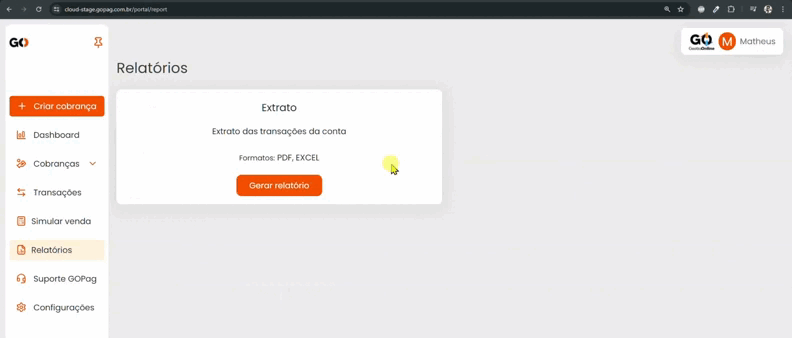 cloud-stage.gopag.com.br/portal/report
GO
GO
GestãoOnline
M
Matheus
Relatórios
Criar cobrança
Dashboard
Cobranças
Transações
Simular venda
Relatórios
Suporte GOPag
Configurações
Extrato
Extrato das transações da conta
Formatos: PDF, EXCEL
Gerar relatório